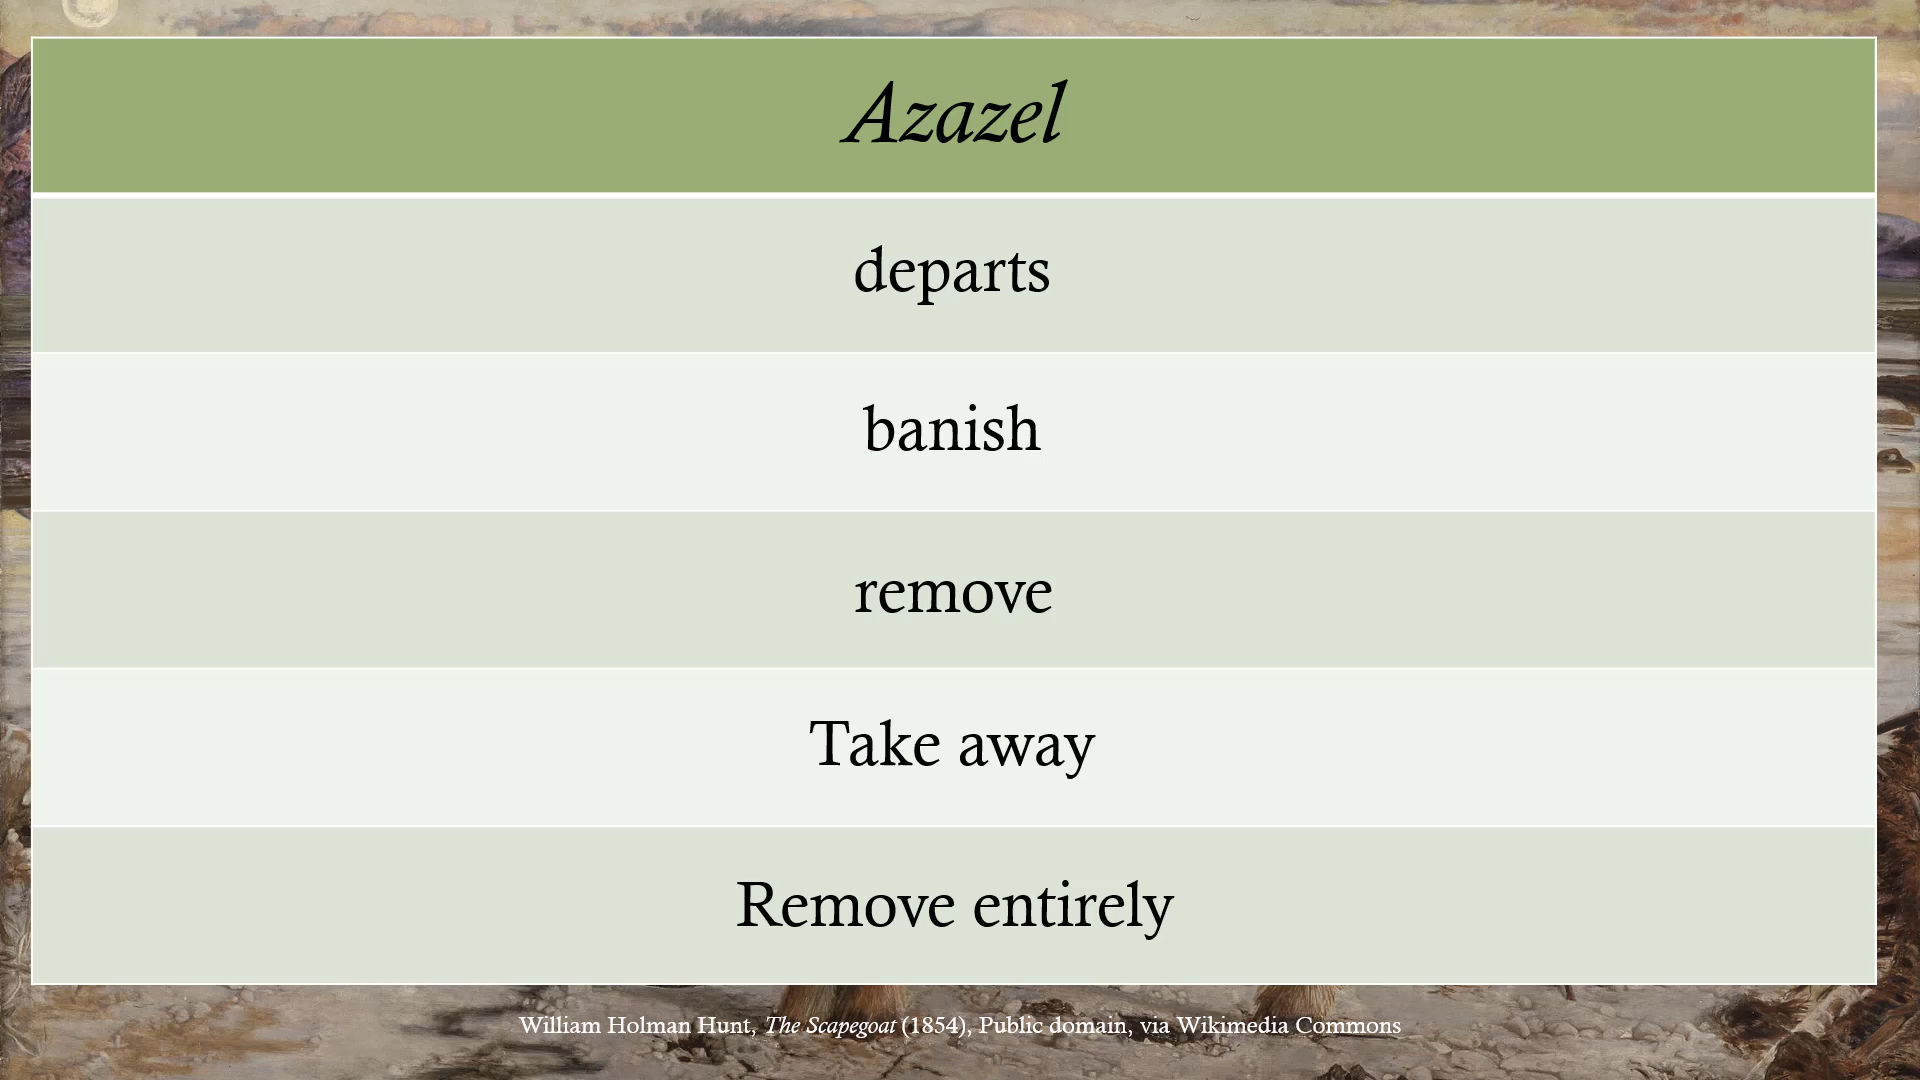 Azazel
departs
banish
remove
Take away
Remove entirely
William Holman Hunt, The Scapegoat (1854), Public domain, via Wikimedia Commons